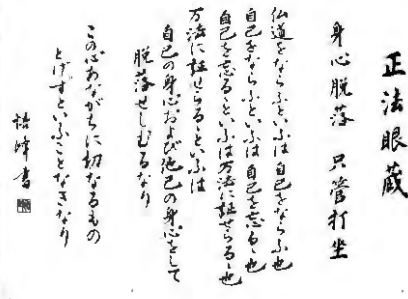 正法眼蔵
身心脱落 只管打坐
仏道をならふといふは自己をならふ也
自己をならふといふは自己を忘るゝ也
自己を忘るゝといふは万法に証せらるゝ也
万法に証せらるゝといふは
自己の身心および他己の身心をして
脱落せしむるなり
この心あながちに切なるもの
とげずといふことなきなり
悟峰書